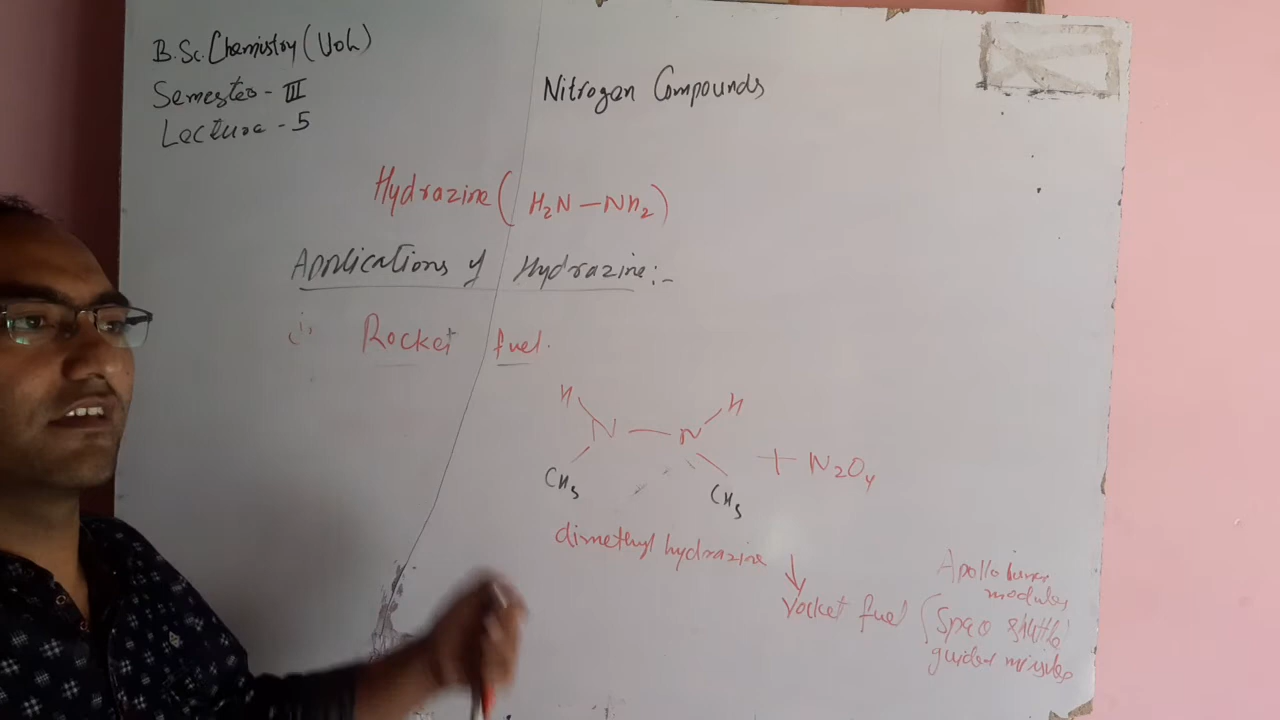 B.Sc. Chemistry (UoL)
Semester - III
Lecture - 5
Nitrogen Compounds
Hydrazine (H₂N — NH₂)
Applications of Hydrazine:-
(i) Rocket fuel.
H H
N — N
CH₃ CH₃
+ N₂O₄
dimethyl hydrazine
↓
rocket fuel
Apollo lunar
modules
(Space shuttle)
guided missiles